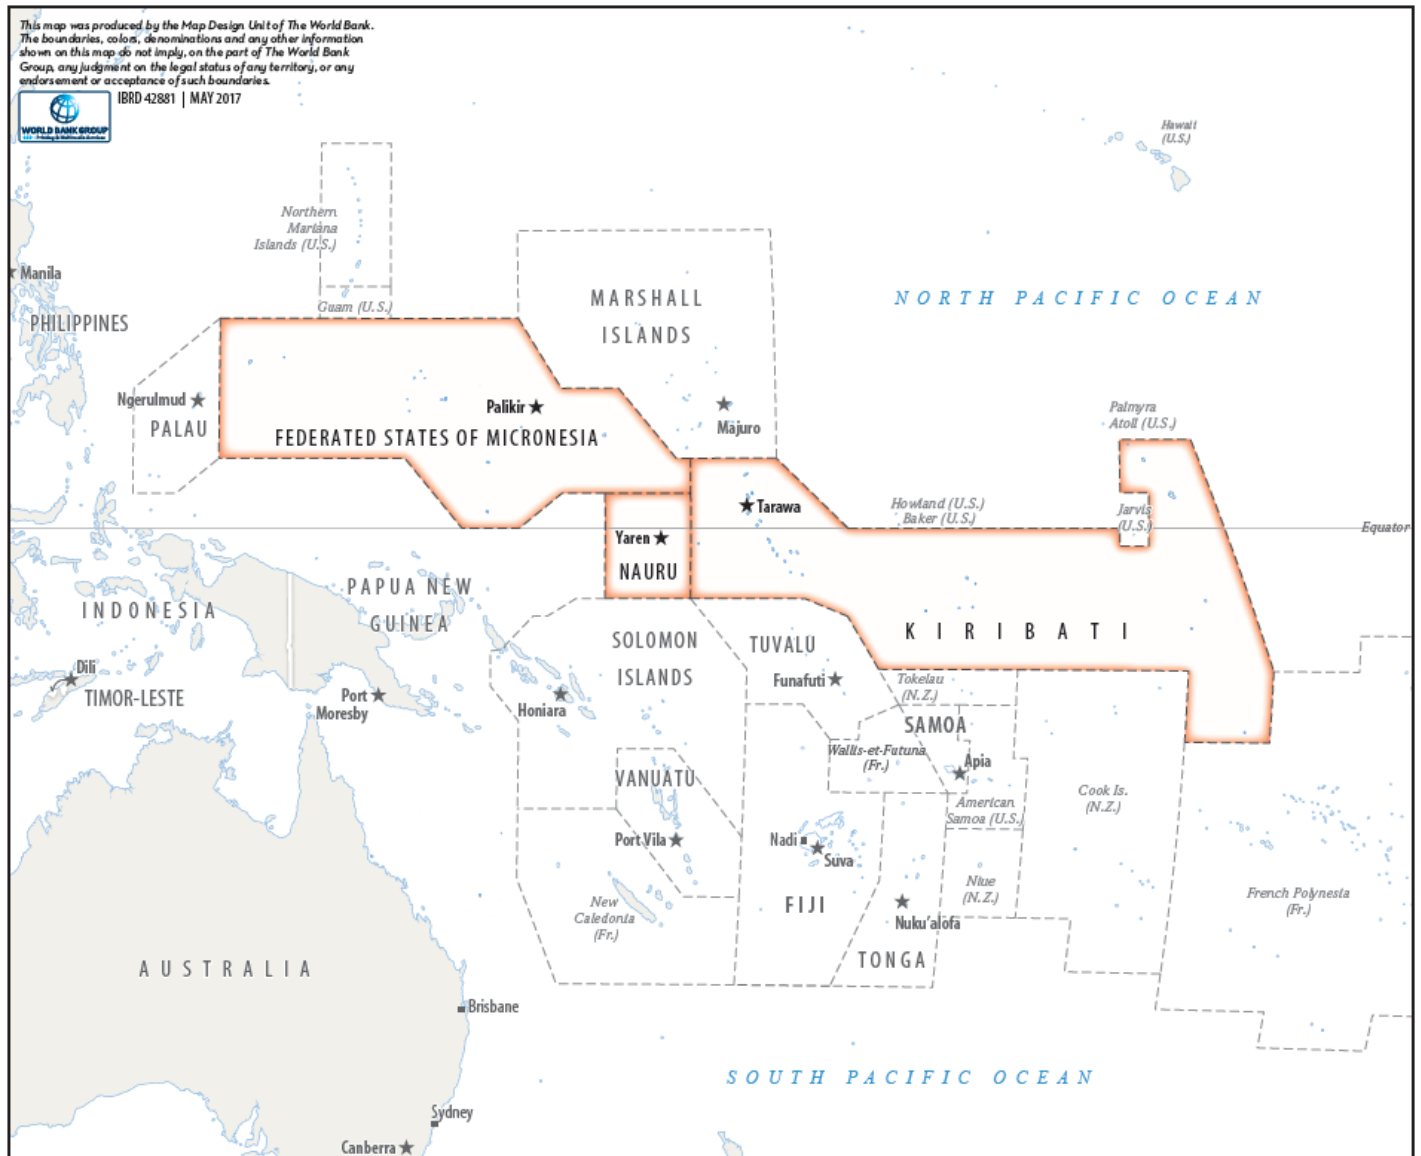 This map was produced by the Map Design Unit of The World Bank.
The boundaries, colors, denominations and any other information
shown on this map do not imply, on the part of The World Bank
Group, any judgment on the legal status of any territory, or any
endorsement or acceptance of such boundaries.
WORLD BANK GROUP
IBRD 42881 | MAY 2017
Hawaii
(U.S.)
Northern
Mariana
Islands (U.S.)
Manila
PHILIPPINES
Guam (U.S.)
MARSHALL
ISLANDS
NORTH PACIFIC OCEAN
Ngerulmud
PALAU
Palikir
FEDERATED STATES OF MICRONESIA
Majuro
Palmyra
Atoll (U.S.)
Tarawa
Howland (U.S.)
Baker (U.S.)
Jarvis
(U.S.)
Equator
Yaren
NAURU
INDONESIA
PAPUA NEW
GUINEA
SOLOMON
ISLANDS
TUVALU
KIRIBATI
Dili
TIMOR-LESTE
Port
Moresby
Honiara
Funafuti
Tokelau
(N.Z.)
SAMOA
Wallis-et-Futuna
(Fr.)
Apia
VANUATU
American
Samoa (U.S.)
Cook Is.
(N.Z.)
Port Vila
Nadi
Suva
FIJI
Niue
(N.Z.)
French Polynesia
(Fr.)
New
Caledonia
(Fr.)
Nuku'alofa
TONGA
AUSTRALIA
Brisbane
SOUTH PACIFIC OCEAN
Sydney
Canberra